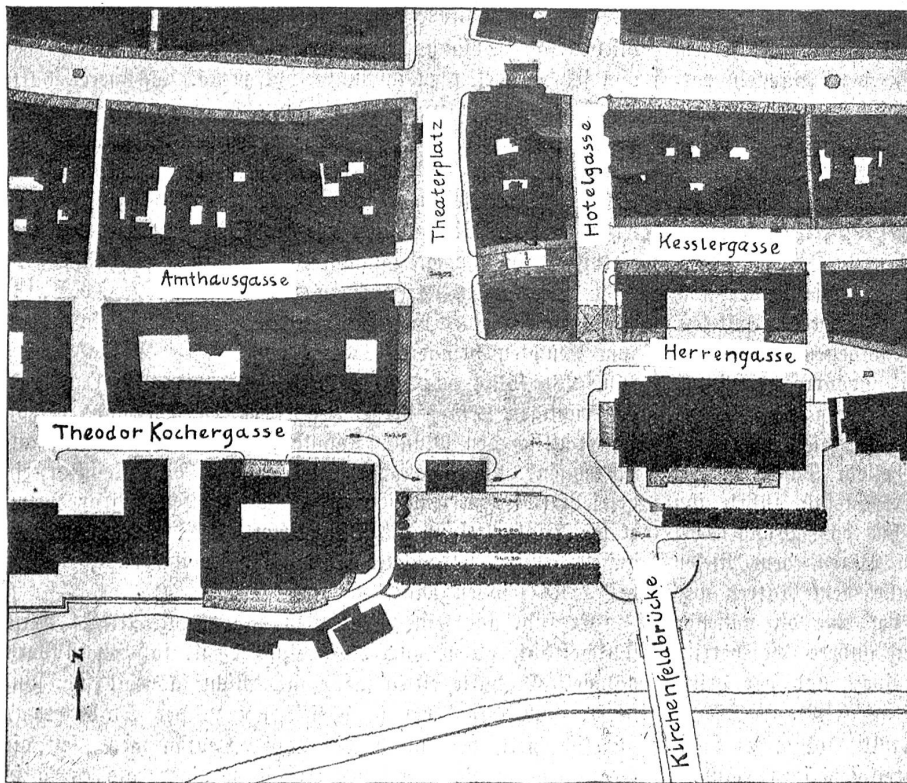 Theaterplatz
Hotelgasse
Kesslergasse
Amthausgasse
Herrengasse
Theodor Kochergasse
Kirchenfeldbrücke
N.